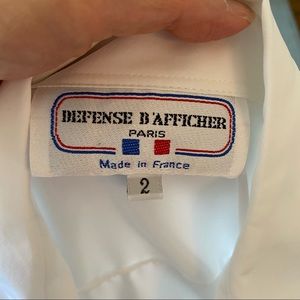 DEFENSE D'AFFICHER
PARIS
Made in France
2